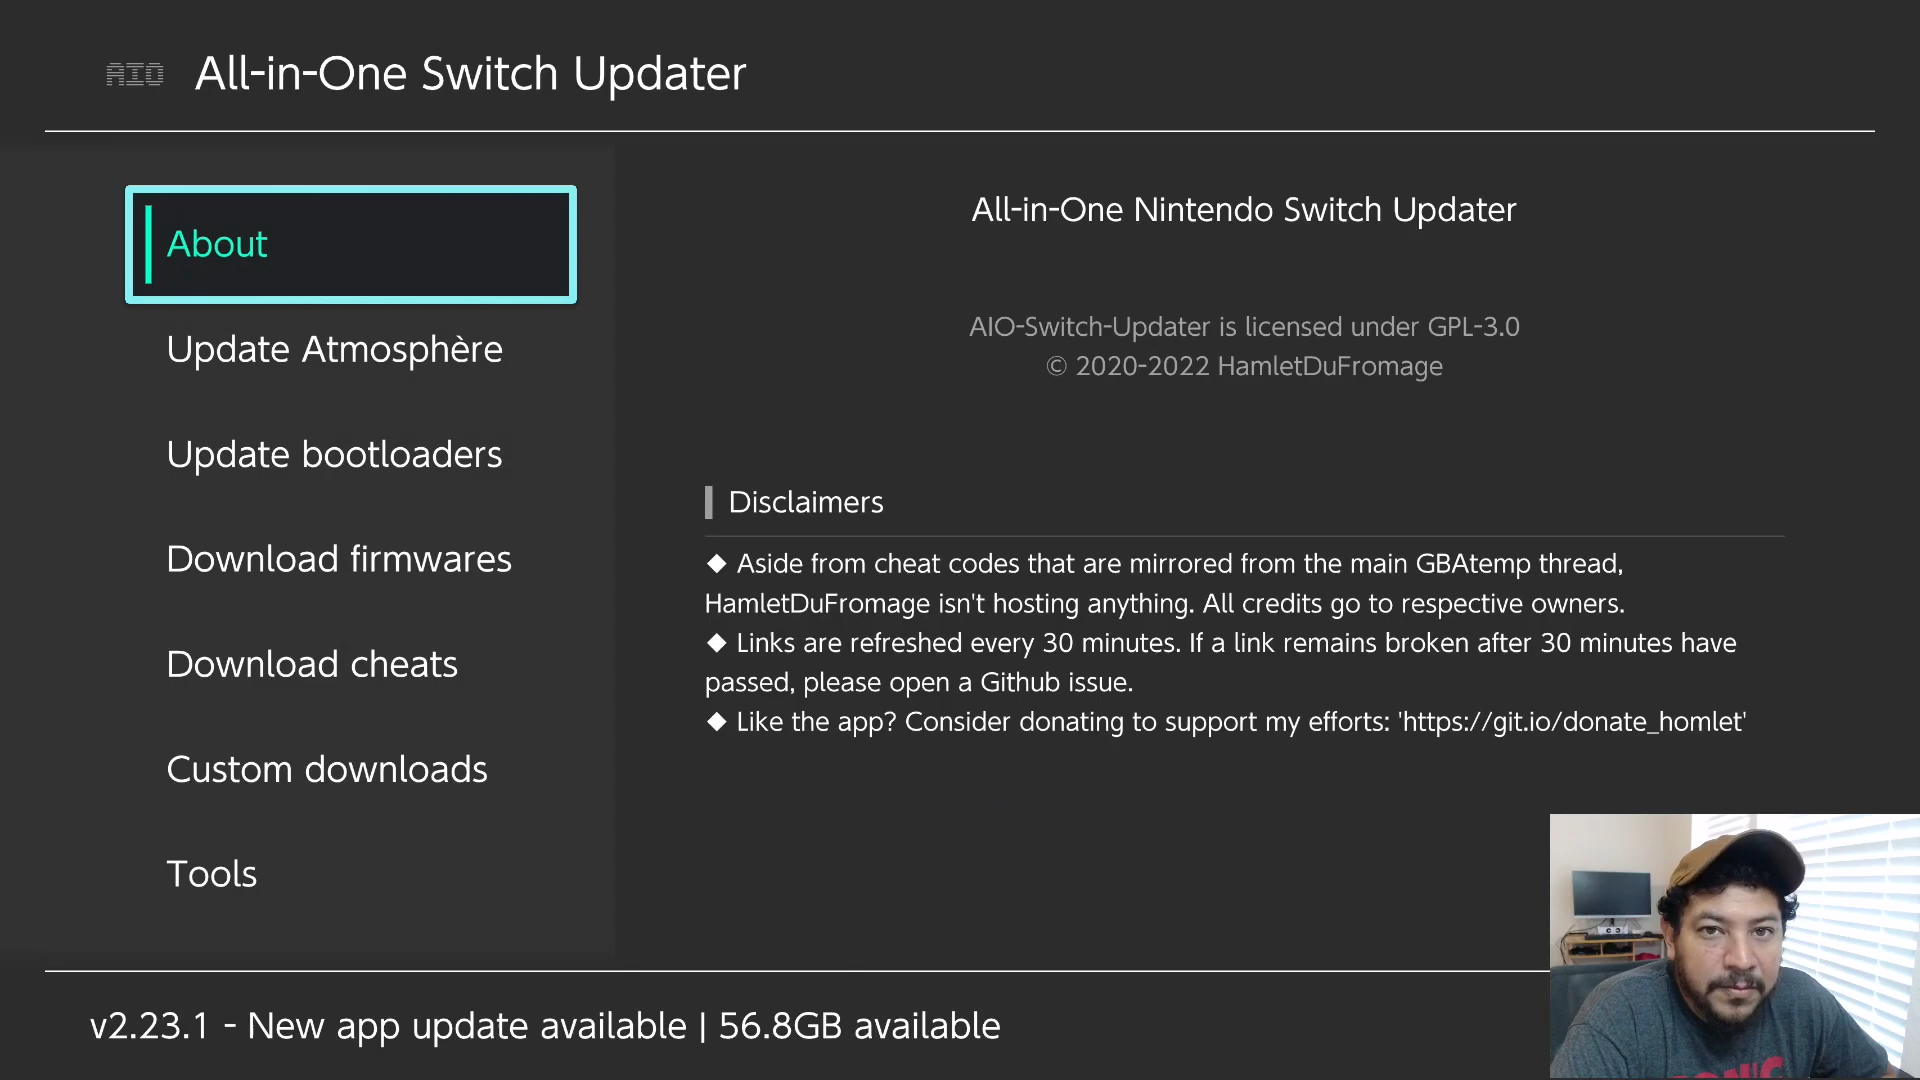 AIO All-in-One Switch Updater
About
Update Atmosphère
Update bootloaders
Download firmwares
Download cheats
Custom downloads
Tools
All-in-One Nintendo Switch Updater
AIO-Switch-Updater is licensed under GPL-3.0
© 2020-2022 HamletDuFromage
Disclaimers
◆ Aside from cheat codes that are mirrored from the main GBAtemp thread,
HamletDuFromage isn't hosting anything. All credits go to respective owners.
◆ Links are refreshed every 30 minutes. If a link remains broken after 30 minutes have
passed, please open a Github issue.
◆ Like the app? Consider donating to support my efforts: 'https://git.io/donate_homlet'
v2.23.1 - New app update available | 56.8GB available